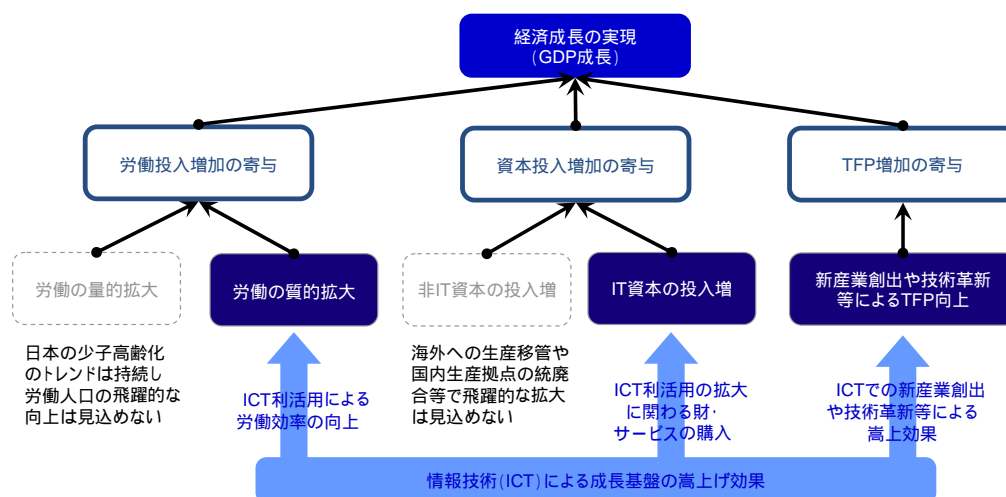 経済成長の実現
(GDP成長)
労働投入増加の寄与
資本投入増加の寄与
TFP増加の寄与
労働の量的拡大
労働の質的拡大
非IT資本の投入増
IT資本の投入増
新産業創出や技術革新
等によるTFP向上
日本の少子高齢化
のトレンドは持続し
労働人口の飛躍的な
向上は見込めない
ICT利活用による
労働効率の向上
海外への生産移管や
国内生産拠点の統廃
合等で飛躍的な拡大
は見込めない
ICT利活用の拡大
に関わる財・
サービスの購入
ICTでの新産業創出
や技術革新等による
嵩上効果
情報技術(ICT)による成長基盤の嵩上げ効果